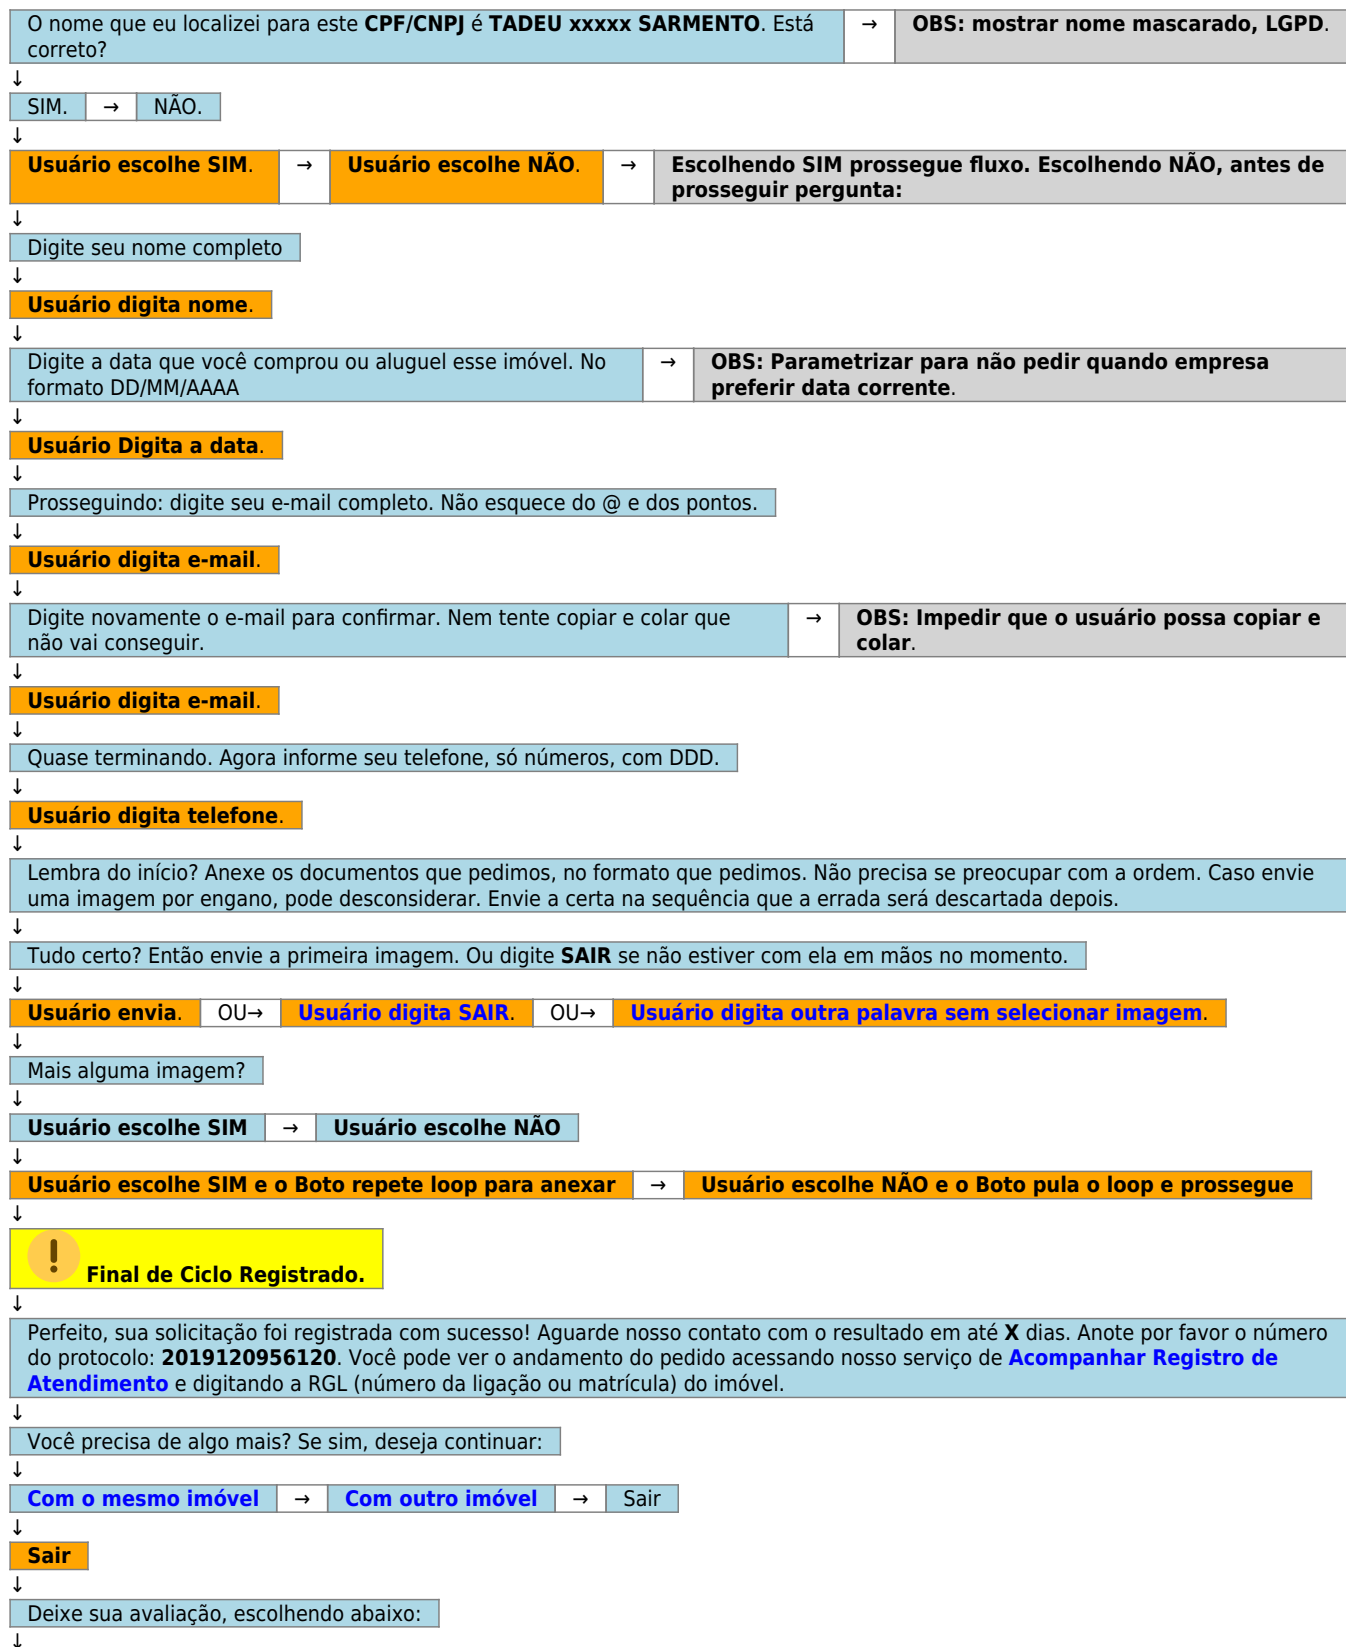 O nome que eu localizei para este CPF/CNPJ é TADEU xxxxx SARMENTO. Está → OBS: mostrar nome mascarado, LGPD.
correto?
↓
SIM. → NÃO.
↓
Usuário escolhe SIM. → Usuário escolhe NÃO. → Escolhendo SIM prossegue fluxo. Escolhendo NÃO, antes de
prosseguir pergunta:
↓
Digite seu nome completo
↓
Usuário digita nome.
↓
Digite a data que você comprou ou aluguel esse imóvel. No → OBS: Parametrizar para não pedir quando empresa
formato DD/MM/AAAA preferir data corrente.
↓
Usuário Digita a data.
↓
Prosseguindo: digite seu e-mail completo. Não esquece do @ e dos pontos.
↓
Usuário digita e-mail.
↓
Digite novamente o e-mail para confirmar. Nem tente copiar e colar que → OBS: Impedir que o usuário possa copiar e
não vai conseguir. colar.
↓
Usuário digita e-mail.
↓
Quase terminando. Agora informe seu telefone, só números, com DDD.
↓
Usuário digita telefone.
↓
Lembra do início? Anexe os documentos que pedimos, no formato que pedimos. Não precisa se preocupar com a ordem. Caso envie
uma imagem por engano, pode desconsiderar. Envie a certa na sequência que a errada será descartada depois.
↓
Tudo certo? Então envie a primeira imagem. Ou digite SAIR se não estiver com ela em mãos no momento.
↓
Usuário envia. OU→ Usuário digita SAIR. OU→ Usuário digita outra palavra sem selecionar imagem.
↓
Mais alguma imagem?
↓
Usuário escolhe SIM → Usuário escolhe NÃO
↓
Usuário escolhe SIM e o Boto repete loop para anexar → Usuário escolhe NÃO e o Boto pula o loop e prossegue
↓
! Final de Ciclo Registrado.
↓
Perfeito, sua solicitação foi registrada com sucesso! Aguarde nosso contato com o resultado em até X dias. Anote por favor o número
do protocolo: 2019120956120. Você pode ver o andamento do pedido acessando nosso serviço de Acompanhar Registro de
Atendimento e digitando a RGL (número da ligação ou matrícula) do imóvel.
↓
Você precisa de algo mais? Se sim, deseja continuar:
↓
Com o mesmo imóvel → Com outro imóvel → Sair
↓
Sair
↓
Deixe sua avaliação, escolhendo abaixo:
↓